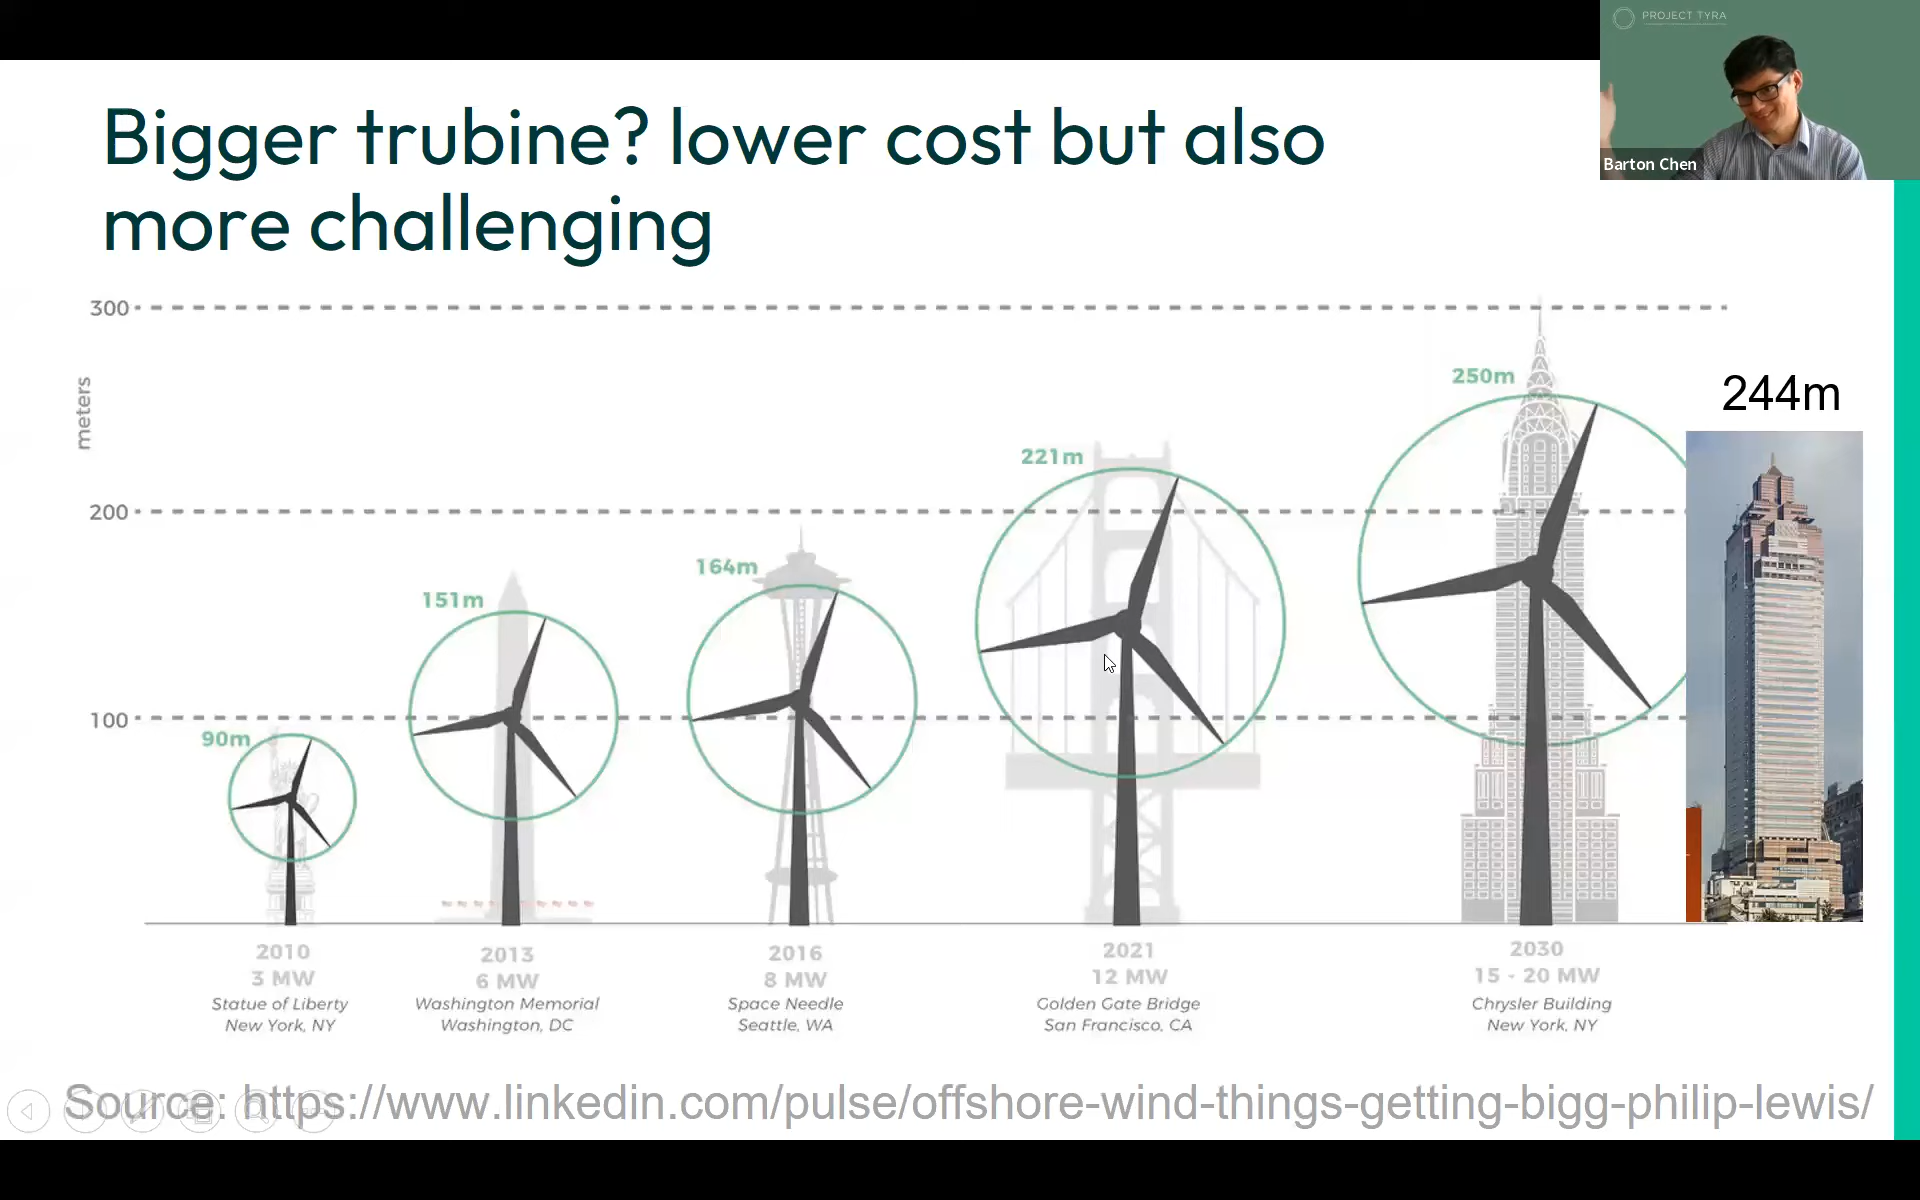 PROJECT TYRA
Barton Chen
Bigger trubine? lower cost but also
more challenging
300
meters
200
100
90m
151m
164m
221m
250m
244m
2010
3 MW
Statue of Liberty
New York, NY
2013
6 MW
Washington Memorial
Washington, DC
2016
8 MW
Space Needle
Seattle, WA
2021
12 MW
Golden Gate Bridge
San Francisco, CA
2030
15 - 20 MW
Chrysler Building
New York, NY
Source: https://www.linkedin.com/pulse/offshore-wind-things-getting-bigg-philip-lewis/